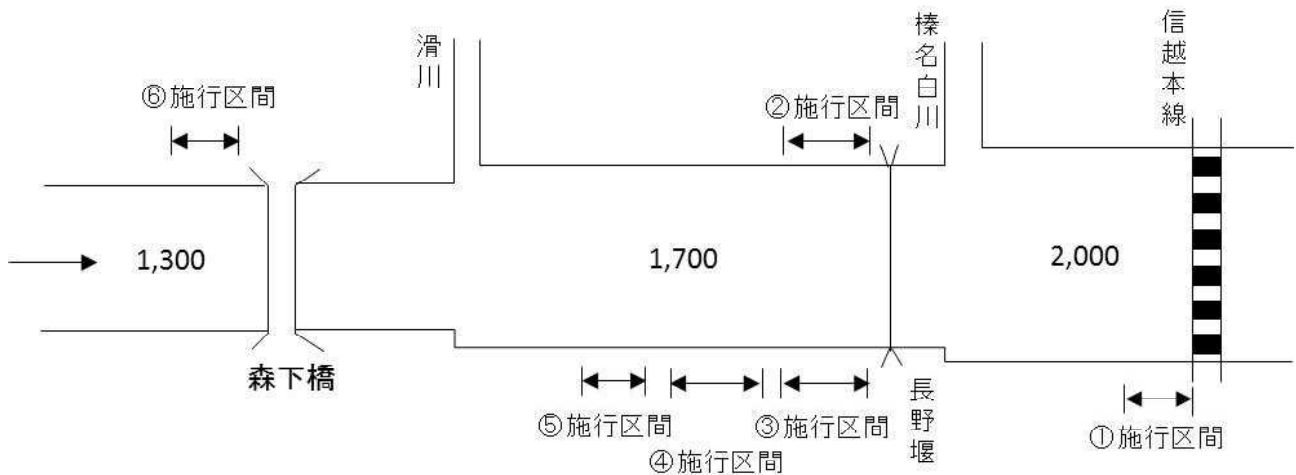 滑川
榛名白川
信越本線
⑥施行区間
②施行区間
1,300
1,700
2,000
森下橋
⑤施行区間
③施行区間
長野堰
①施行区間
④施行区間